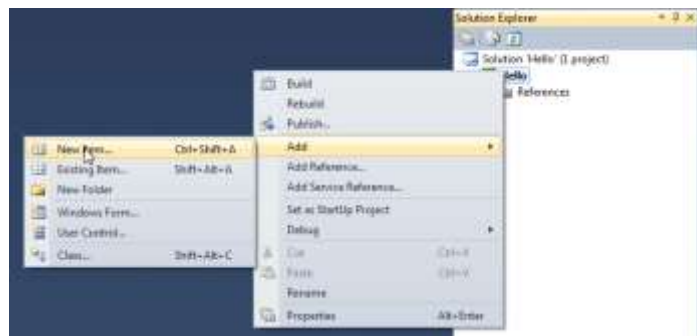 Solution Explorer
Solution 'Hello' (1 project)
Hello
References
Build
Rebuild
Publish...
Add
Add Reference...
Add Service Reference...
Set as StartUp Project
Debug
Cut Ctrl+X
Paste Ctrl+V
Rename
Properties Alt+Enter
New Item... Ctrl+Shift+A
Existing Item... Shift+Alt+A
New Folder
Windows Form...
User Control...
Class... Shift+Alt+C